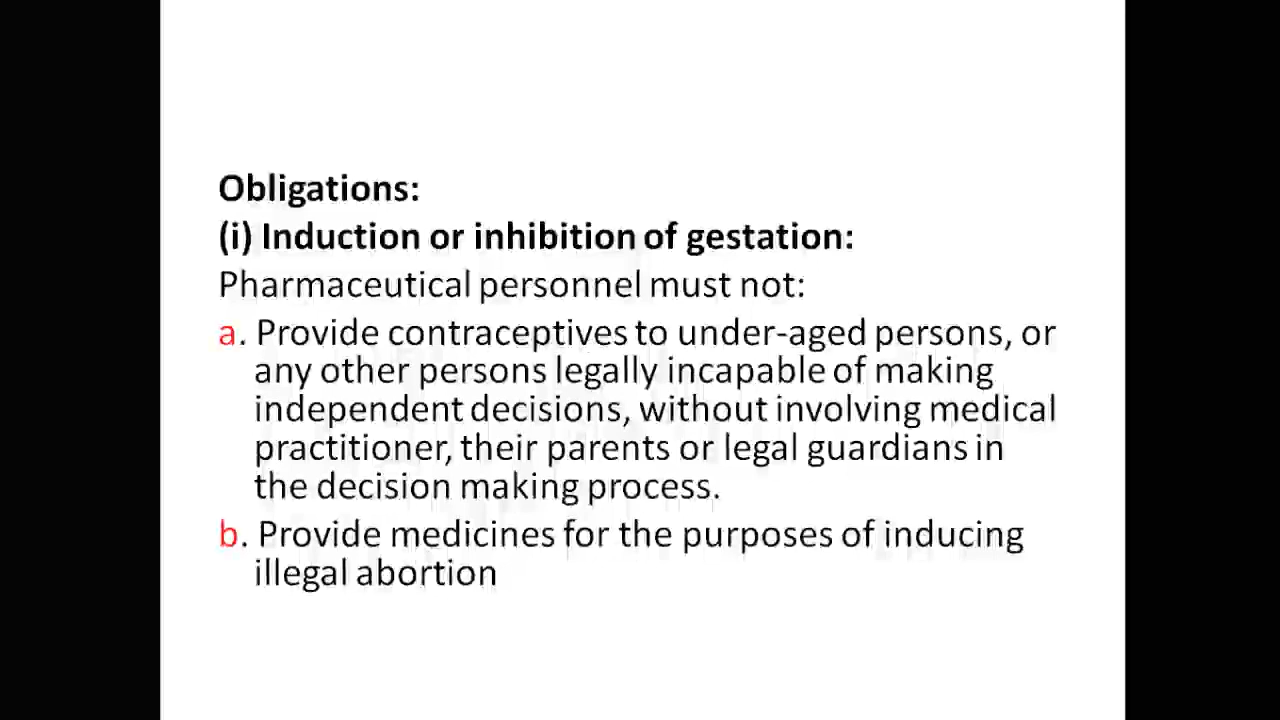 Obligations:
(i) Induction or inhibition of gestation:
Pharmaceutical personnel must not:
a. Provide contraceptives to under-aged persons, or
any other persons legally incapable of making
independent decisions, without involving medical
practitioner, their parents or legal guardians in
the decision making process.
b. Provide medicines for the purposes of inducing
illegal abortion